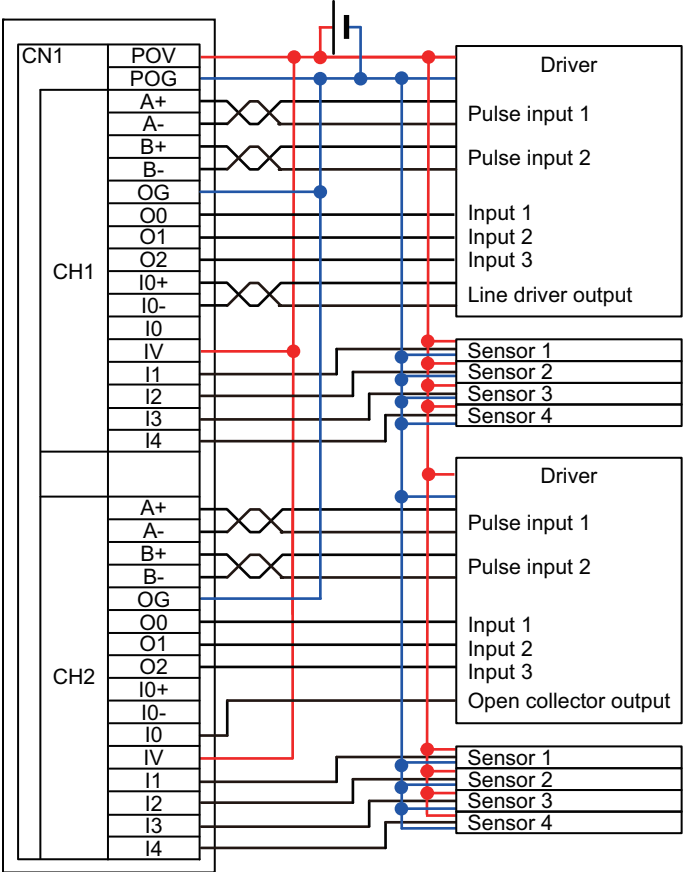 CN1
POV
POG
CH1
A+
A-
B+
B-
OG
O0
O1
O2
I0+
I0-
I0
IV
I1
I2
I3
I4
Driver
Pulse input 1
Pulse input 2
Input 1
Input 2
Input 3
Line driver output
Sensor 1
Sensor 2
Sensor 3
Sensor 4
CH2
A+
A-
B+
B-
OG
O0
O1
O2
I0+
I0-
I0
IV
I1
I2
I3
I4
Driver
Pulse input 1
Pulse input 2
Input 1
Input 2
Input 3
Open collector output
Sensor 1
Sensor 2
Sensor 3
Sensor 4